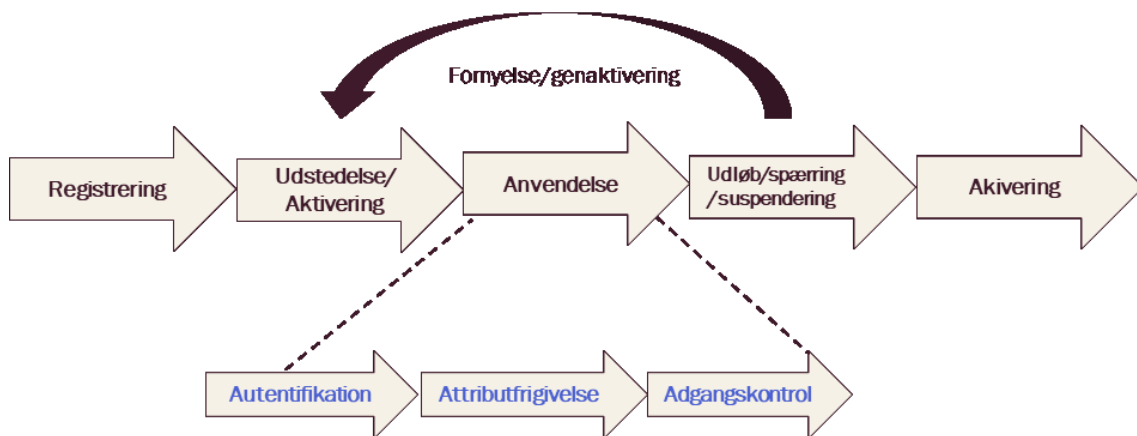 Fornyelse/genaktivering
Registrering
Udstedelse/
Aktivering
Anvendelse
Udløb/spærring
/suspendering
Akivering
Autentifikation
Attributfrigivelse
Adgangskontrol